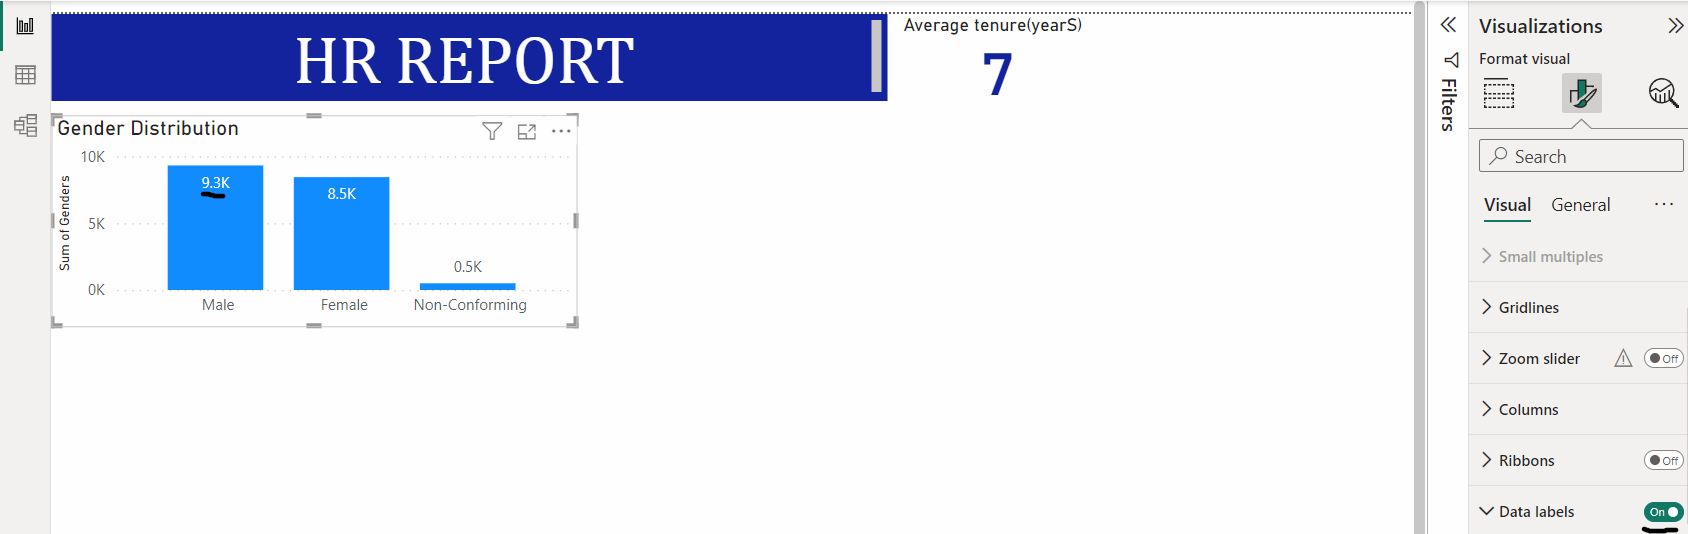 HR REPORT
Average tenure(yearS)
7
Gender Distribution
Sum of Genders
10K
5K
0K
9.3K
8.5K
0.5K
Male
Female
Non-Conforming
Filters
Visualizations
Format visual
Search
Visual General
Small multiples
Gridlines
Zoom slider Off
Columns
Ribbons Off
Data labels On